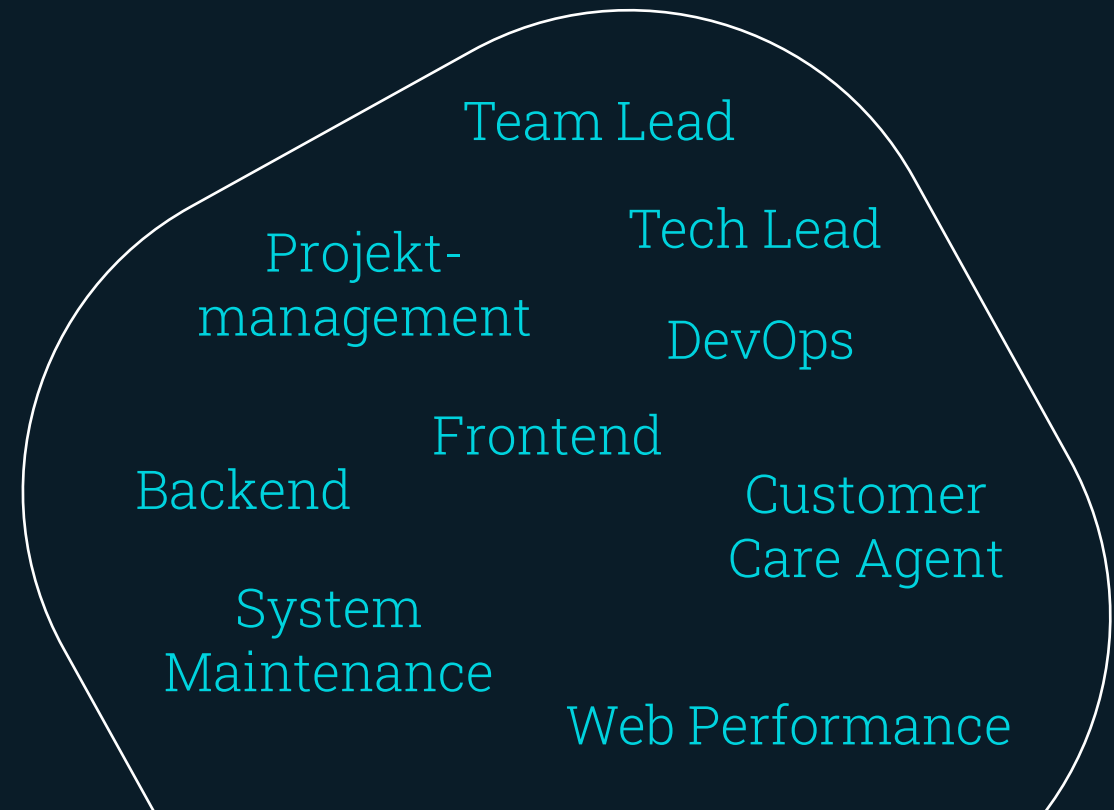 Team Lead
Tech Lead
Projekt-
management
DevOps
Frontend
Backend
Customer
Care Agent
System
Maintenance
Web Performance